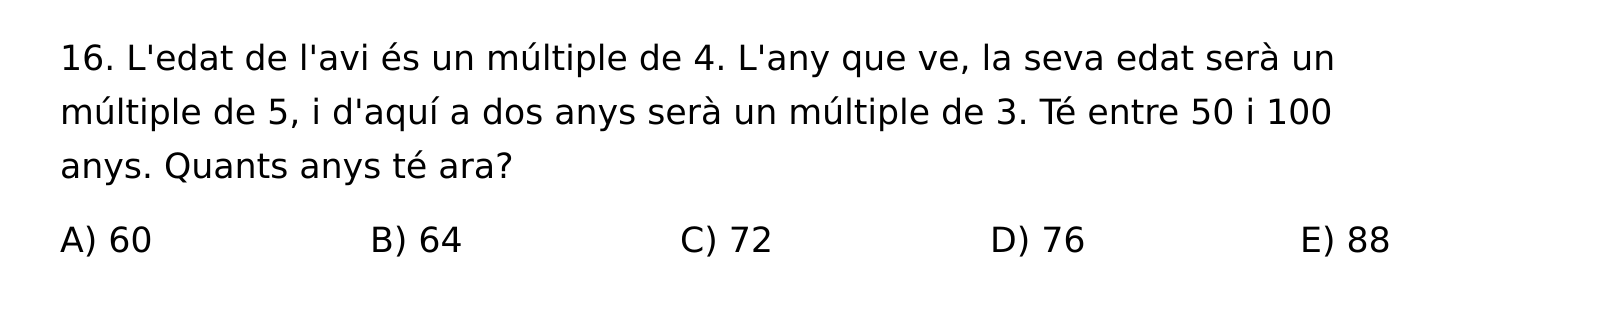 16. L'edat de l'avi és un múltiple de 4. L'any que ve, la seva edat serà un
múltiple de 5, i d'aquí a dos anys serà un múltiple de 3. Té entre 50 i 100
anys. Quants anys té ara?
A) 60 B) 64 C) 72 D) 76 E) 88